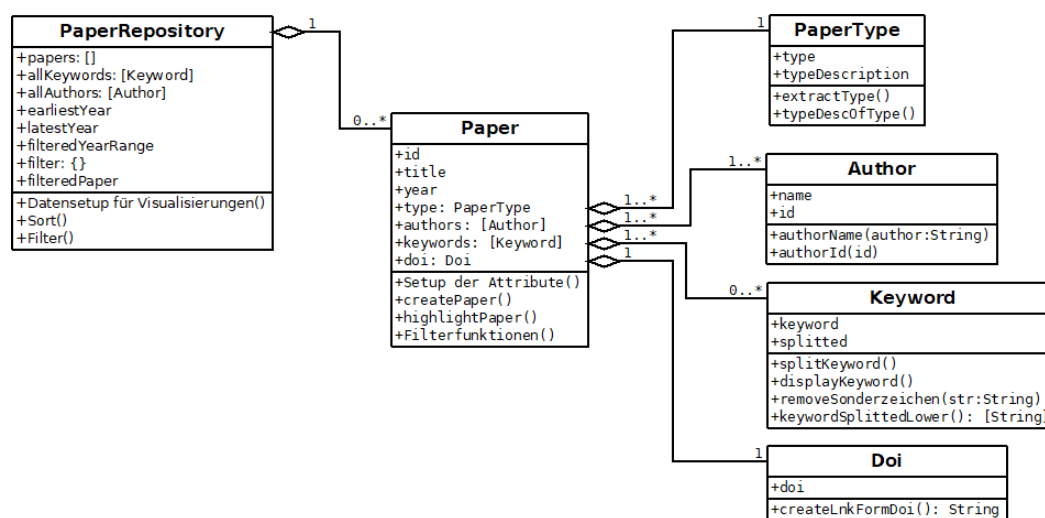 PaperRepository
+papers: []
+allKeywords: [Keyword]
+allAuthors: [Author]
+earliestYear
+latestYear
+filteredYearRange
+filter: {}
+filteredPaper
+Datensetup für Visualisierungen()
+Sort()
+Filter()
1
0..*
Paper
+id
+title
+year
+type: PaperType
+authors: [Author]
+keywords: [Keyword]
+doi: Doi
+Setup der Attribute()
+createPaper()
+highlightPaper()
+Filterfunktionen()
1..*
1..*
1..*
1
1
PaperType
+type
+typeDescription
+extractType()
+typeDescOfType()
1..*
Author
+name
+id
+authorName(author:String)
+authorId(id)
0..*
Keyword
+keyword
+splitted
+splitKeyword()
+displayKeyword()
+removeSonderzeichen(str:String)
+keywordSplittedLower(): [String]
1
Doi
+doi
+createLnkFormDoi(): String